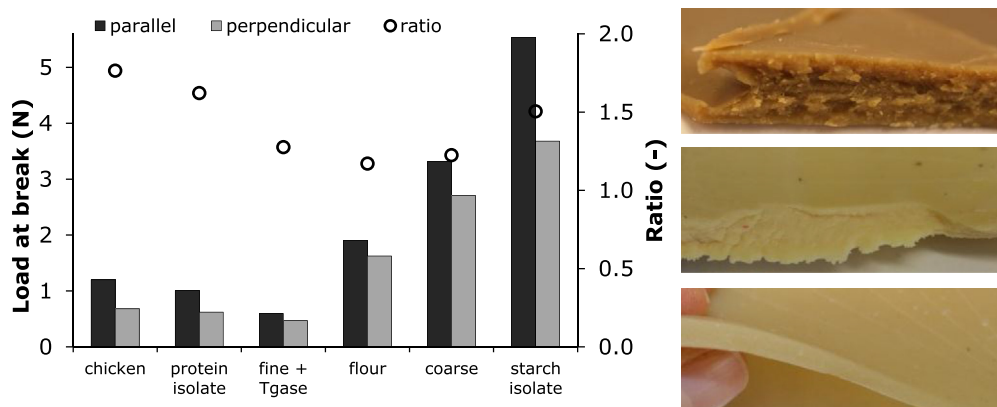 parallel perpendicular ratio
Load at break (N)
5
4
3
2
1
0
2.0
1.5
1.0
0.5
0.0
Ratio (-)
chicken protein isolate fine + Tgase flour coarse starch isolate